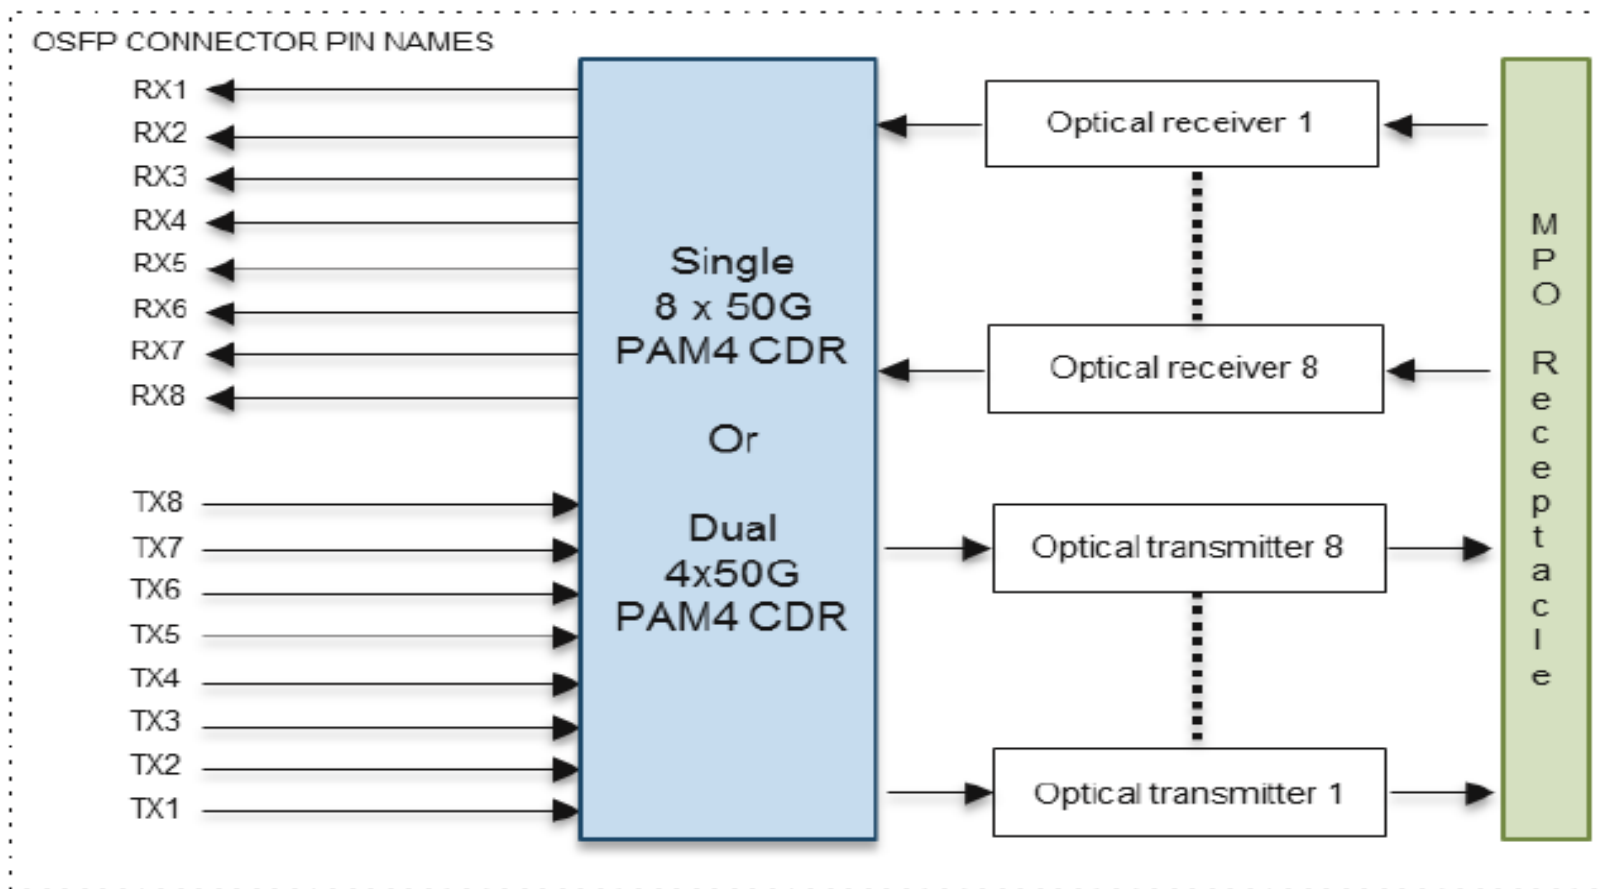 OSFP CONNECTOR PIN NAMES
RX1
RX2
RX3
RX4
RX5
RX6
RX7
RX8
TX8
TX7
TX6
TX5
TX4
TX3
TX2
TX1
Single
8 x 50G
PAM4 CDR
Or
Dual
4x50G
PAM4 CDR
Optical receiver 1
Optical receiver 8
Optical transmitter 8
Optical transmitter 1
MPO Receptacle